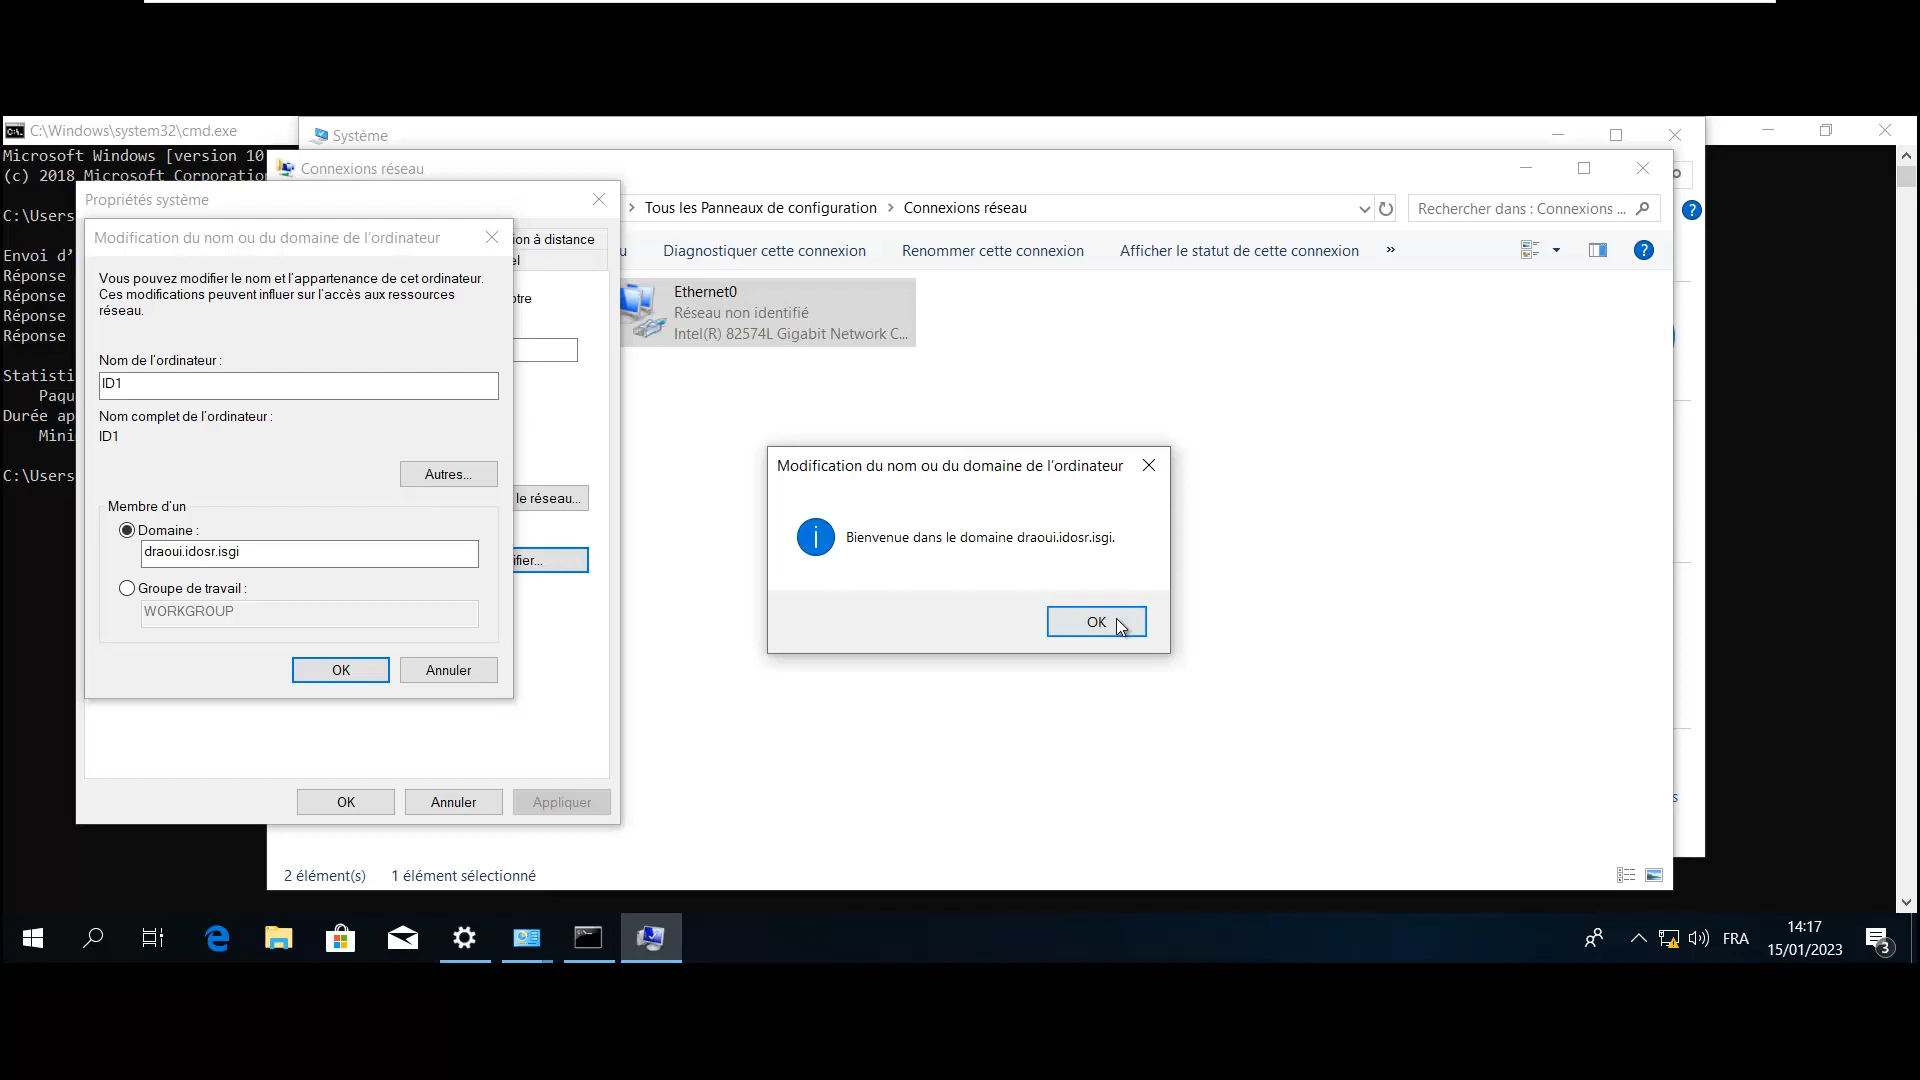 C:\Windows\system32\cmd.exe
Microsoft Windows [version 10
(c) 2018 Microsoft Corporation
C:\Users
Envoi d'
Réponse
Réponse
Réponse
Réponse
Statisti
Paqu
Durée ap
Mini
C:\Users
Système
Connexions réseau
Tous les Panneaux de configuration > Connexions réseau
Rechercher dans : Connexions ...
Diagnostiquer cette connexion
Renommer cette connexion
Afficher le statut de cette connexion
»
Ethernet0
Réseau non identifié
Intel(R) 82574L Gigabit Network C...
2 élément(s)
1 élément sélectionné
Propriétés système
ion à distance
el
otre
le réseau...
ifier...
OK
Annuler
Appliquer
Modification du nom ou du domaine de l'ordinateur
Vous pouvez modifier le nom et l'appartenance de cet ordinateur.
Ces modifications peuvent influer sur l'accès aux ressources
réseau.
Nom de l'ordinateur :
ID1
Nom complet de l'ordinateur :
ID1
Autres...
Membre d'un
Domaine :
draoui.idosr.isgi
Groupe de travail :
WORKGROUP
OK
Annuler
Modification du nom ou du domaine de l'ordinateur
Bienvenue dans le domaine draoui.idosr.isgi.
OK
FRA
14:17
15/01/2023
3